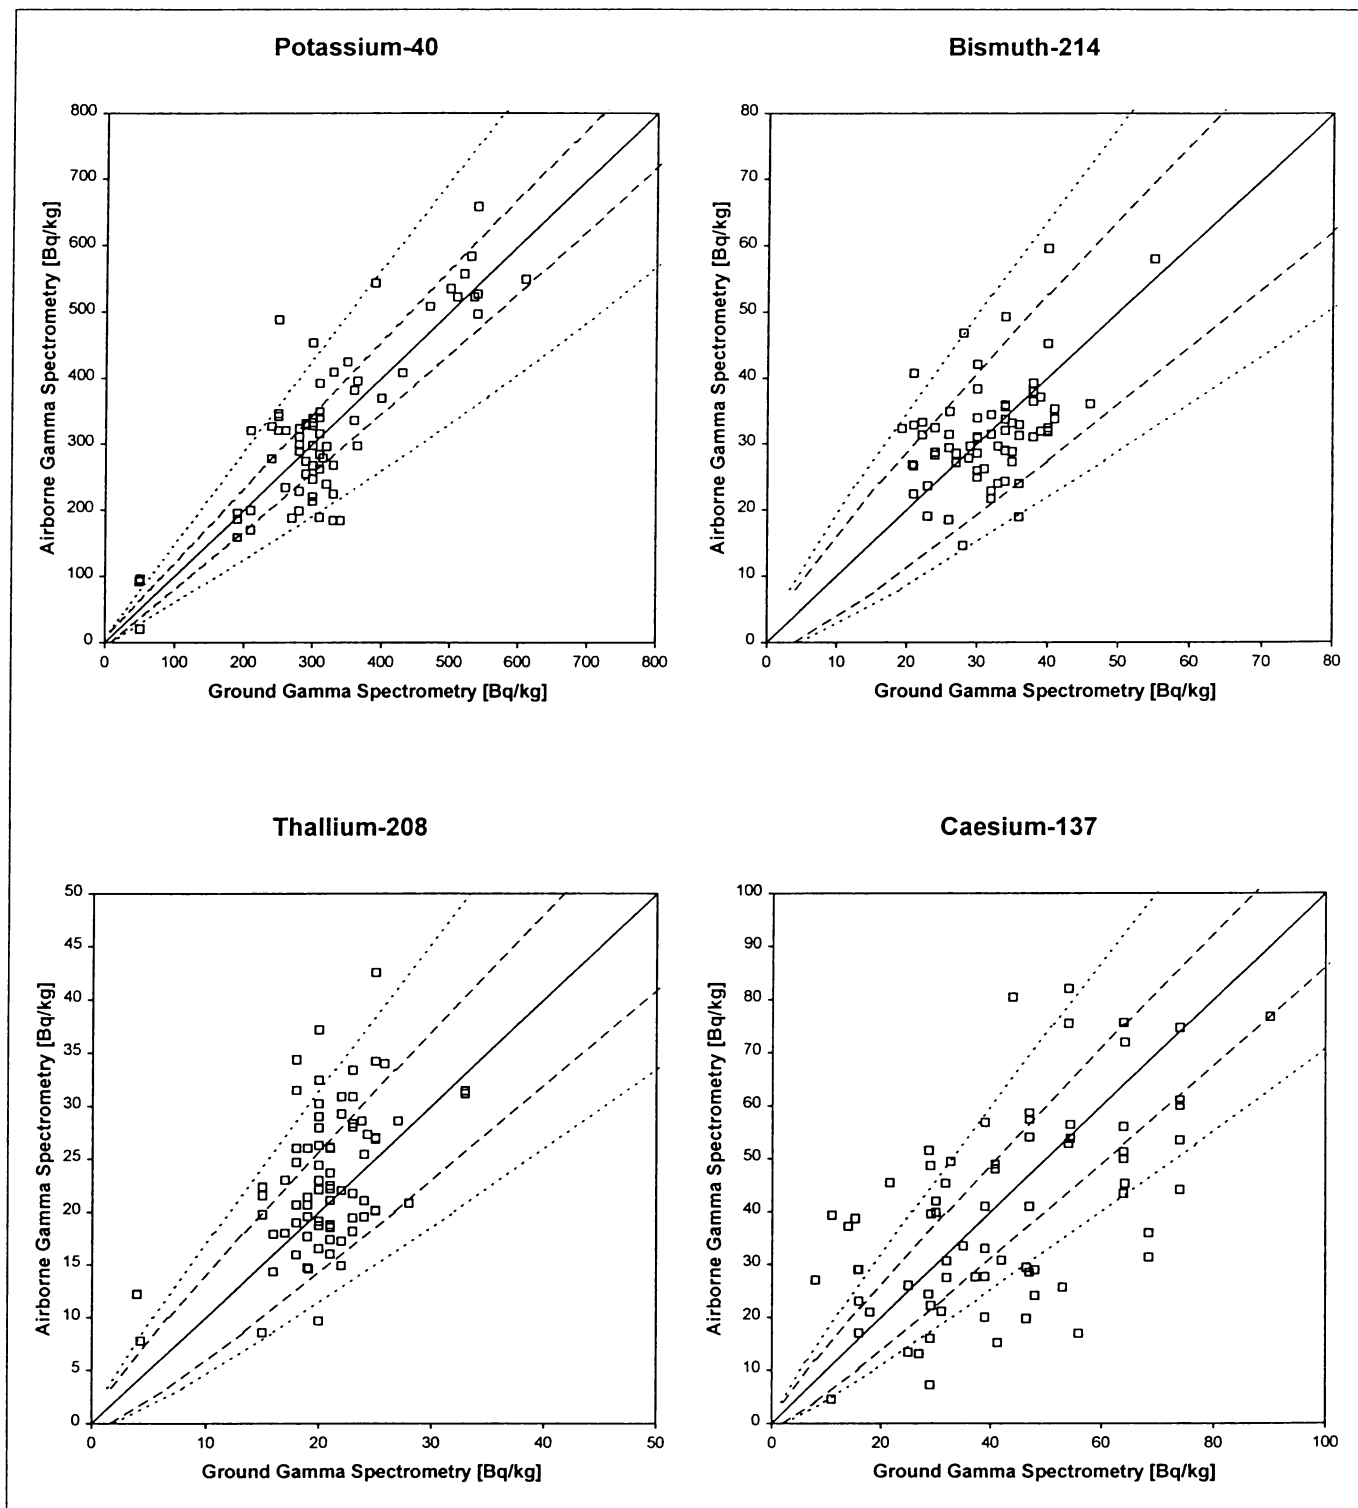 Potassium-40
800
700
600
500
400
300
200
100
0
0 100 200 300 400 500 600 700 800
Airborne Gamma Spectrometry [Bq/kg]
Ground Gamma Spectrometry [Bq/kg]
Bismuth-214
80
70
60
50
40
30
20
10
0
0 10 20 30 40 50 60 70 80
Airborne Gamma Spectrometry [Bq/kg]
Ground Gamma Spectrometry [Bq/kg]
Thallium-208
50
45
40
35
30
25
20
15
10
5
0
0 10 20 30 40 50
Airborne Gamma Spectrometry [Bq/kg]
Ground Gamma Spectrometry [Bq/kg]
Caesium-137
100
90
80
70
60
50
40
30
20
10
0
0 20 40 60 80 100
Airborne Gamma Spectrometry [Bq/kg]
Ground Gamma Spectrometry [Bq/kg]